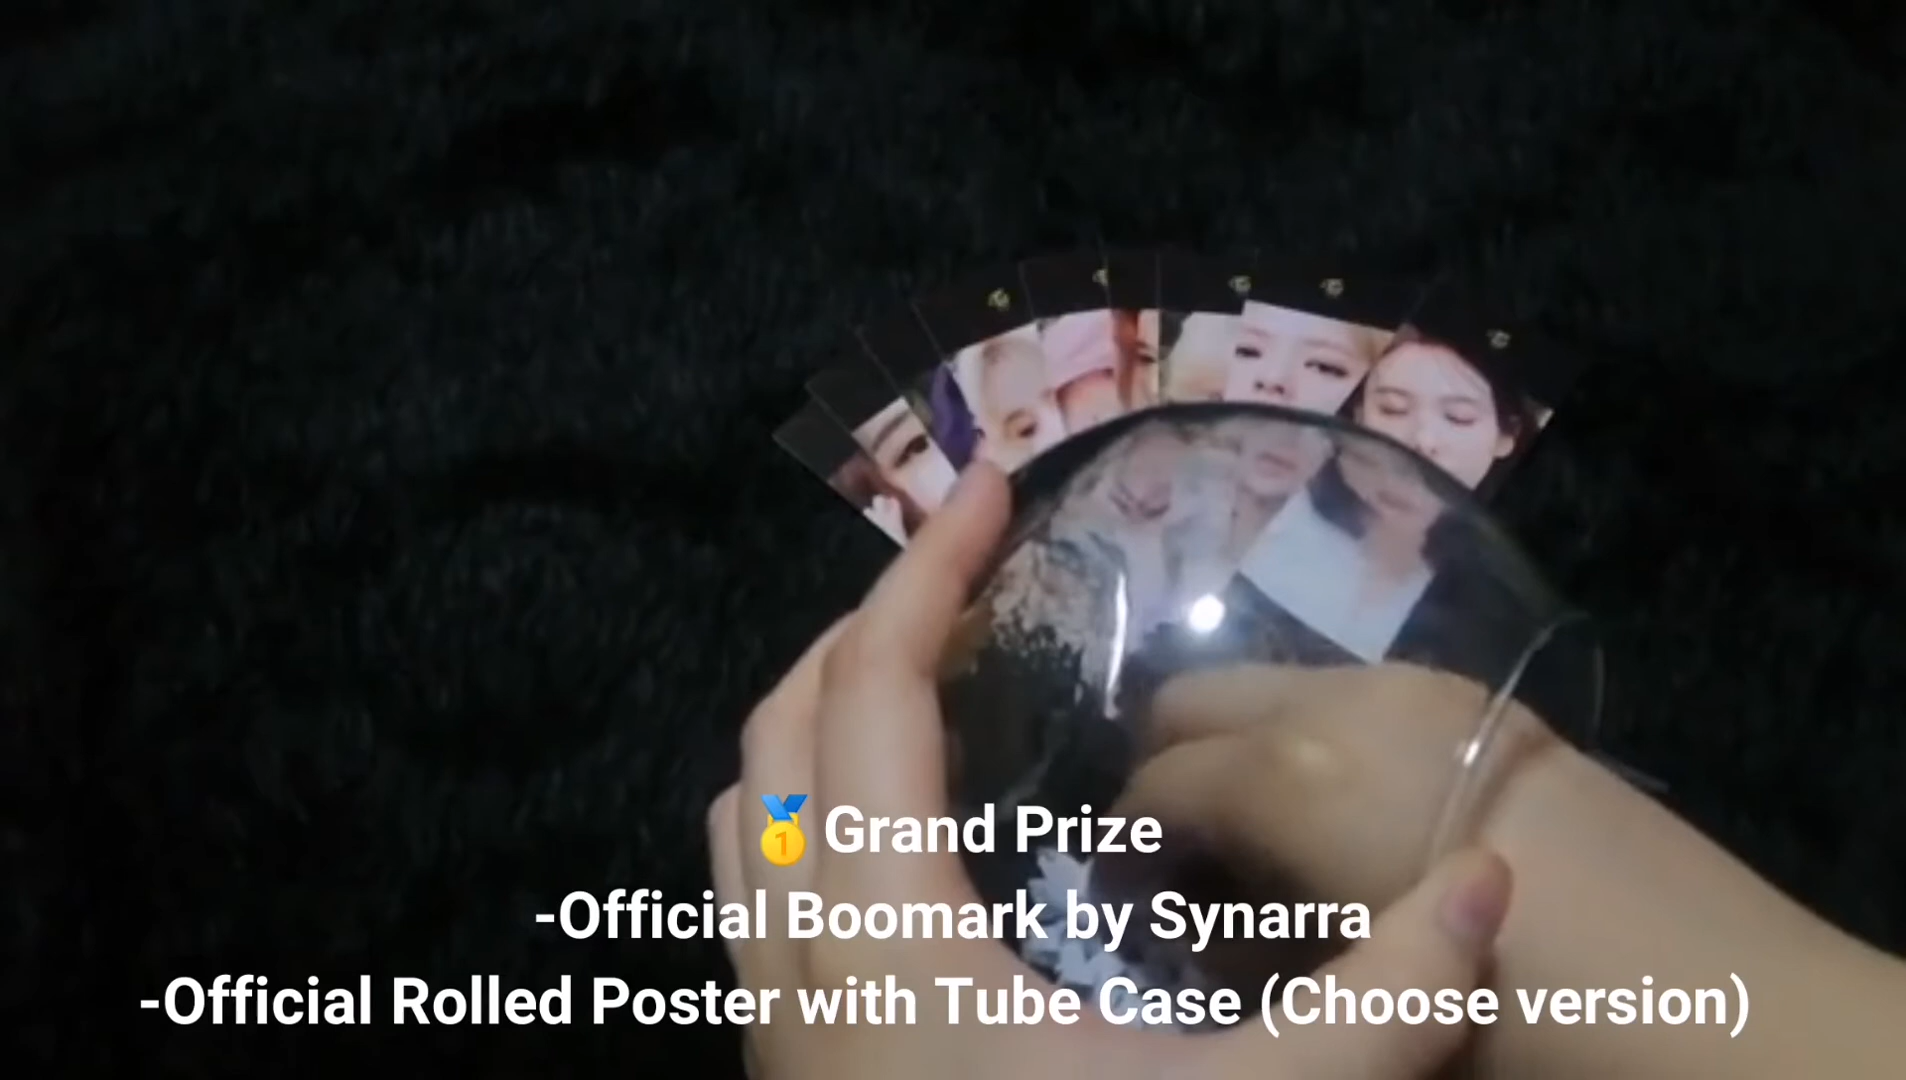 🥇Grand Prize
-Official Boomark by Synarra
-Official Rolled Poster with Tube Case (Choose version)